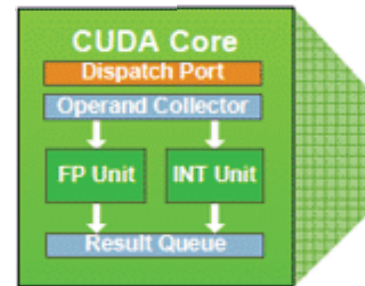 CUDA Core
Dispatch Port
Operand Collector
FP Unit INT Unit
Result Queue